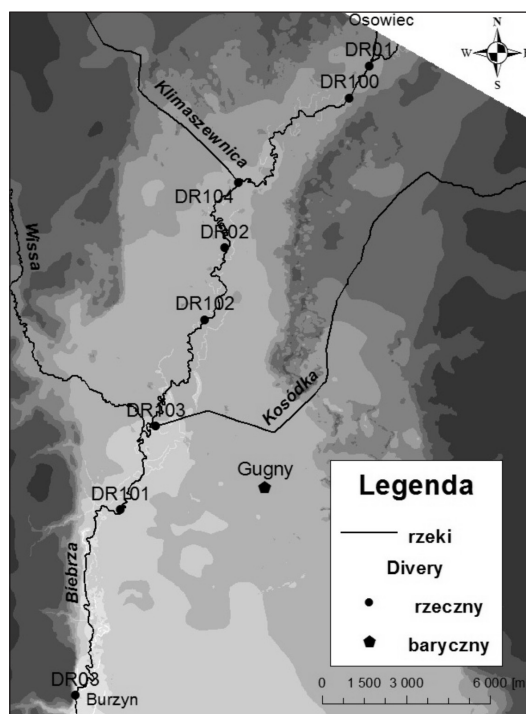 Osowiec
DR01
N
W
S
DR100
Klimaszewnica
DR104
Wissa
DR02
DR102
Kosódka
DR103
Gugny
DR101
Biebrza
DR03
Burzyn
Legenda
rzeki
Divery
rzeczny
baryczny
0 1 500 3 000 6 000 [m